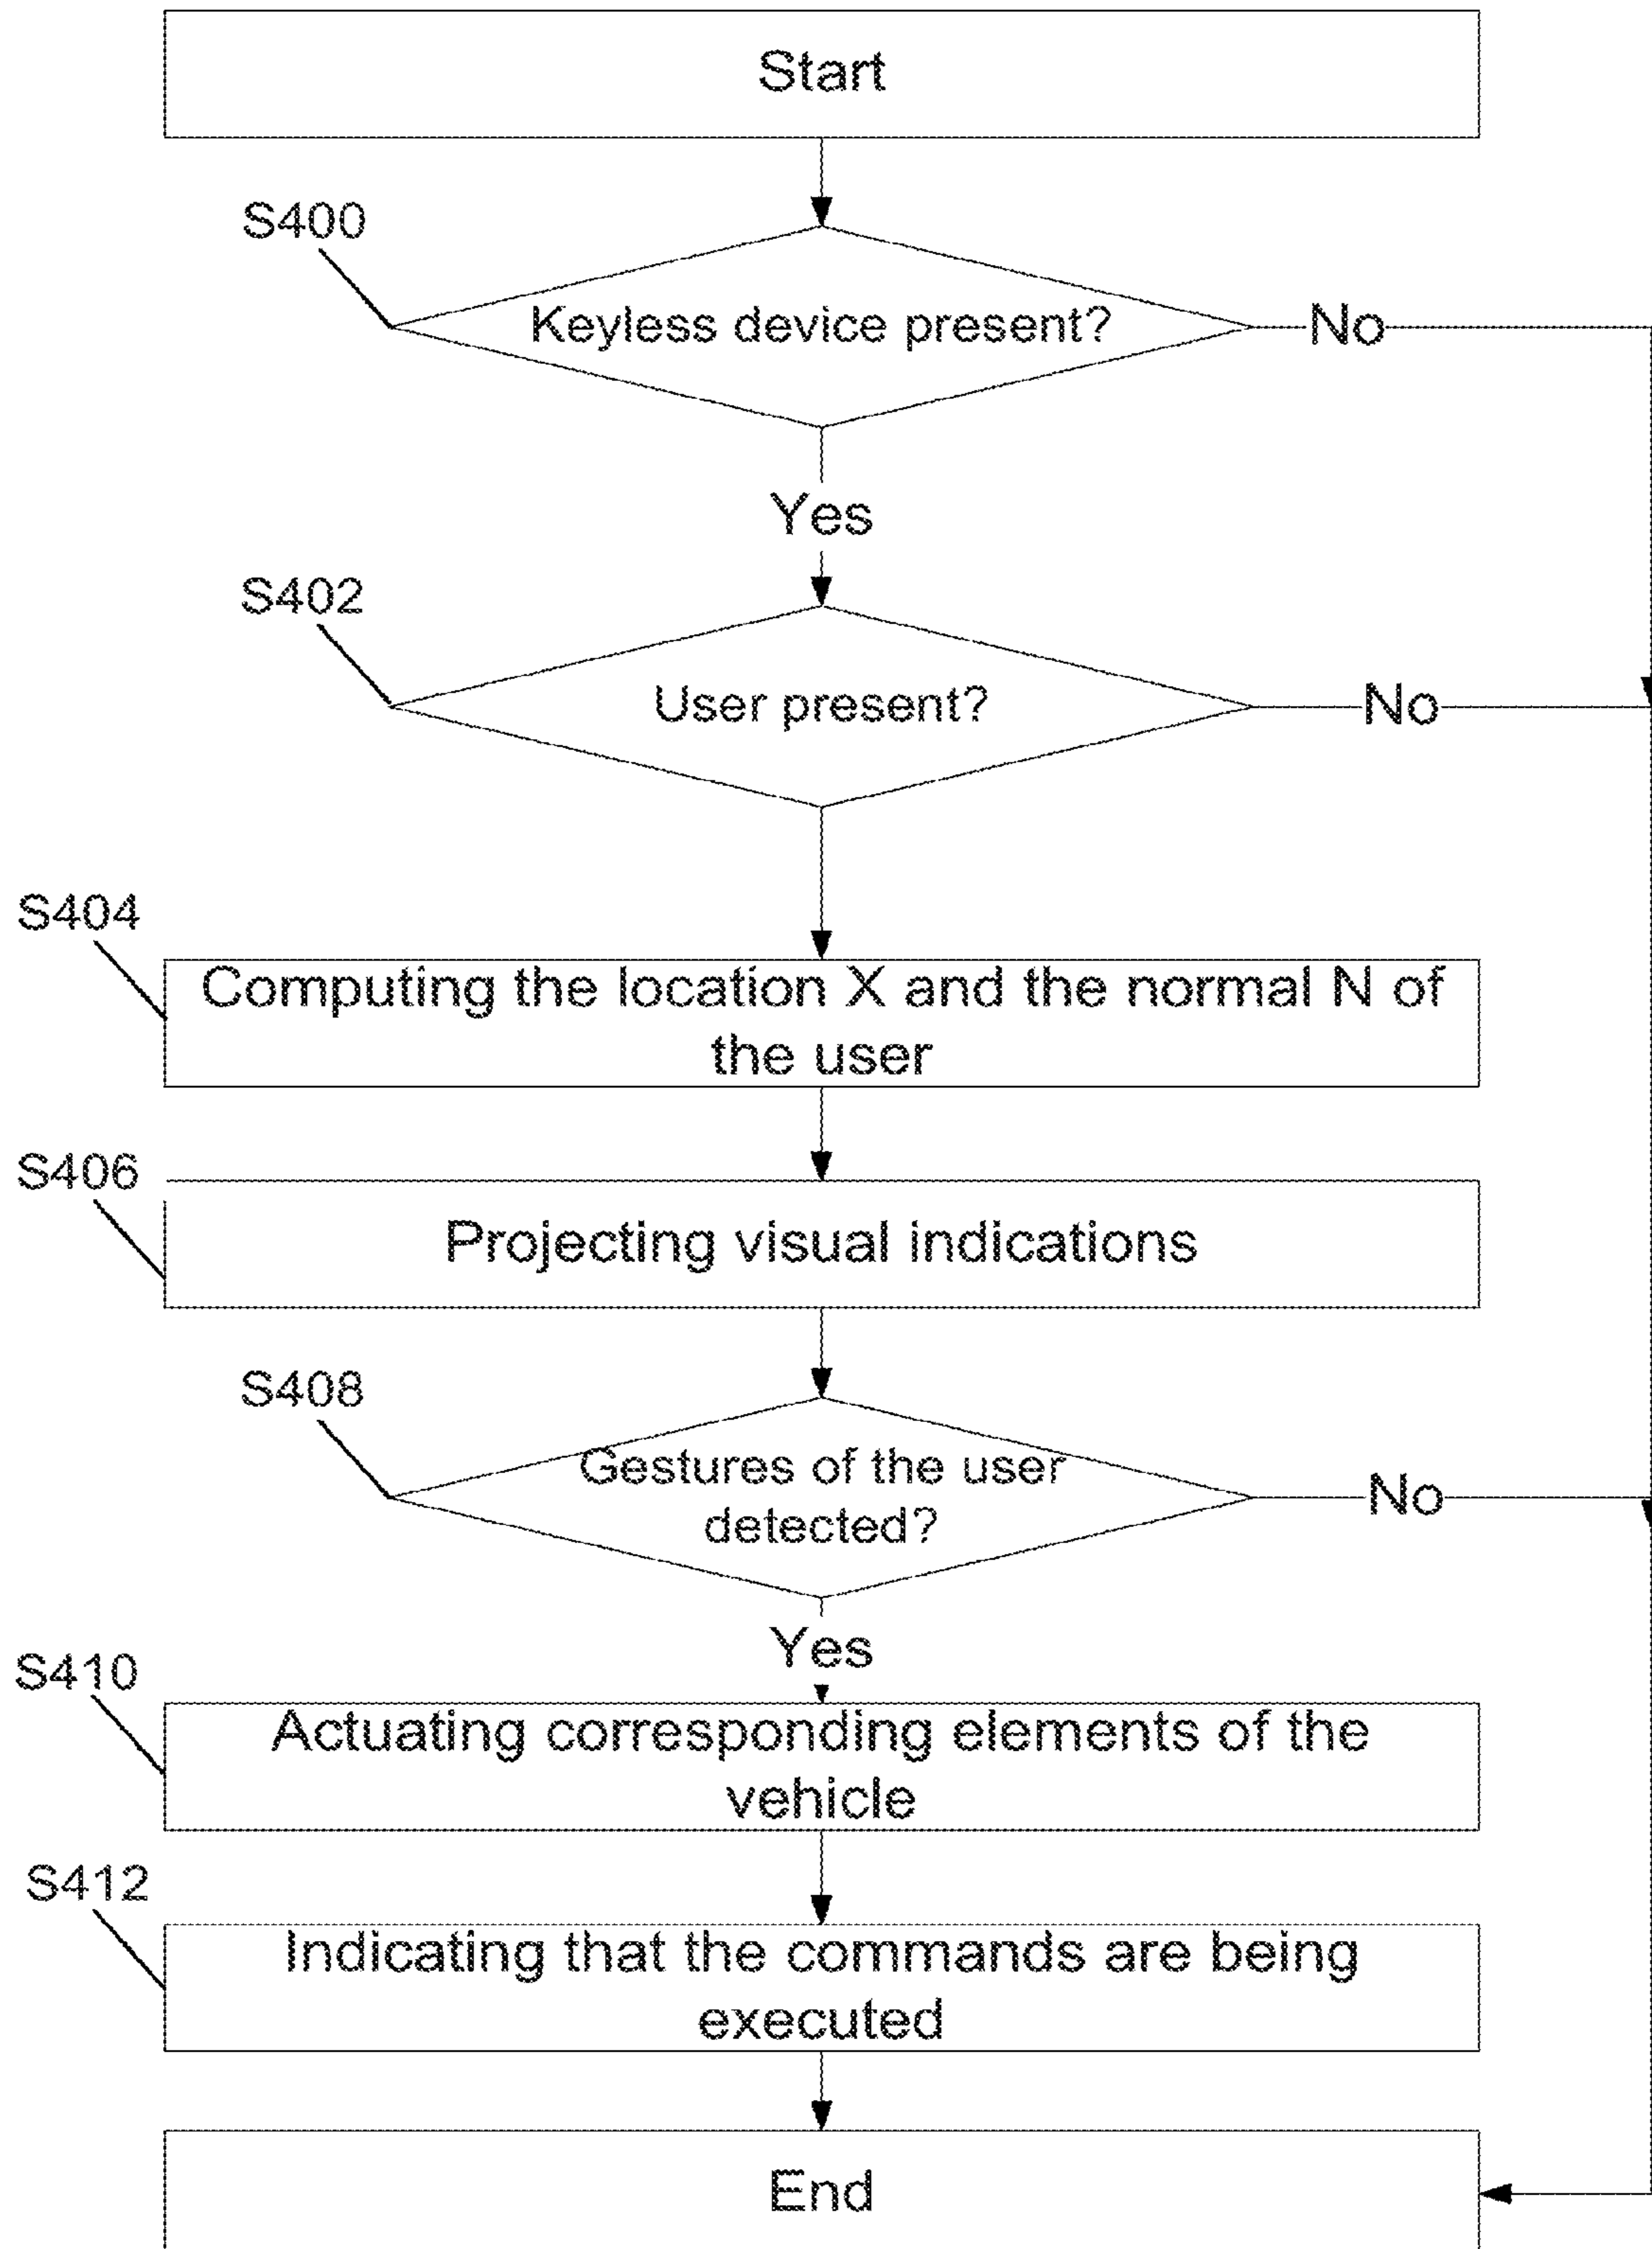 Start
S400
Keyless device present?
No
Yes
S402
User present?
No
S404
Computing the location X and the normal N of
the user
S406
Projecting visual indications
S408
Gestures of the user
detected?
No
Yes
S410
Actuating corresponding elements of the
vehicle
S412
Indicating that the commands are being
executed
End